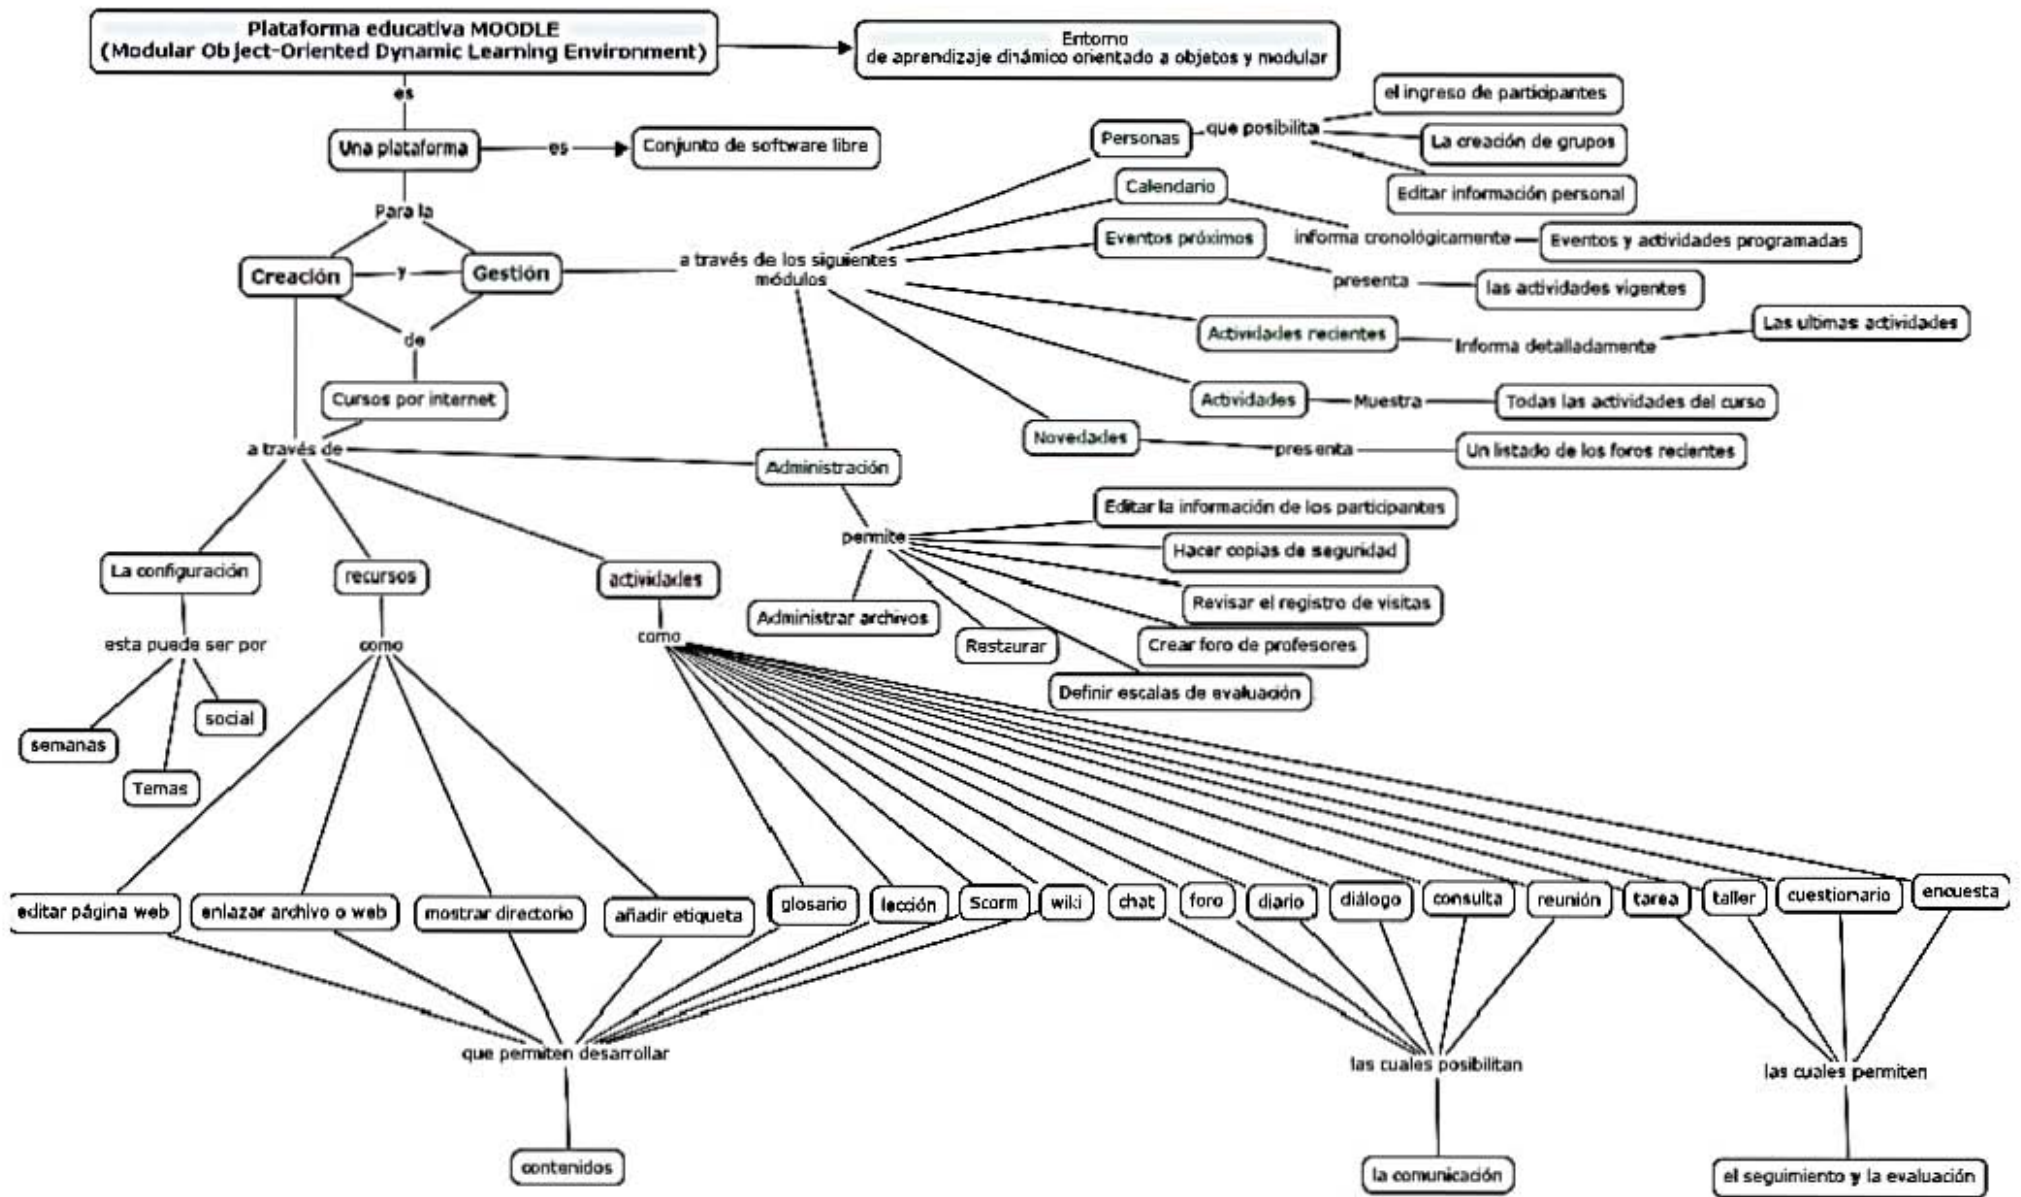 Plataforma educativa MOODLE
(Modular Object-Oriented Dynamic Learning Environment)
Entorno
de aprendizaje dinámico orientado a objetos y modular
es
Una plataforma
es
Conjunto de software libre
Para la
Creación
y
Gestión
de
Cursos por internet
a través de los siguientes
módulos
Personas
que posibilita
el ingreso de participantes
La creación de grupos
Editar información personal
Calendario
informa cronológicamente
Eventos y actividades programadas
Eventos próximos
presenta
las actividades vigentes
Actividades recientes
Informa detalladamente
Las ultimas actividades
Actividades
Muestra
Todas las actividades del curso
Novedades
presenta
Un listado de los foros recientes
a través de
Administración
permite
Editar la información de los participantes
Hacer copias de seguridad
Revisar el registro de visitas
Crear foro de profesores
Definir escalas de evaluación
Restaurar
Administrar archivos
La configuración
esta puede ser por
semanas
Temas
social
recursos
como
actividades
como
editar página web
enlazar archivo o web
mostrar directorio
añadir etiqueta
glosario
lección
Scorm
wiki
chat
foro
diario
diálogo
consulta
reunión
tarea
taller
cuestionario
encuesta
que permiten desarrollar
contenidos
las cuales posibilitan
la comunicación
las cuales permiten
el seguimiento y la evaluación